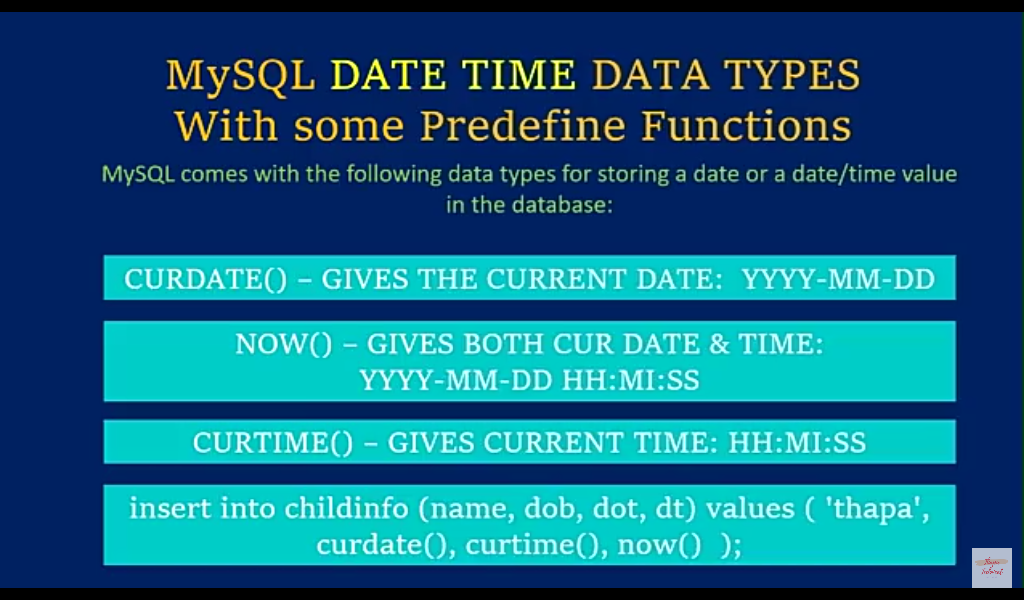 MySQL DATE TIME DATA TYPES
With some Predefine Functions
MySQL comes with the following data types for storing a date or a date/time value
in the database:
CURDATE() – GIVES THE CURRENT DATE:  YYYY-MM-DD
NOW() – GIVES BOTH CUR DATE & TIME:
YYYY-MM-DD HH:MI:SS
CURTIME() – GIVES CURRENT TIME: HH:MI:SS
insert into childinfo (name, dob, dot, dt) values ( 'thapa',
curdate(), curtime(), now()  );